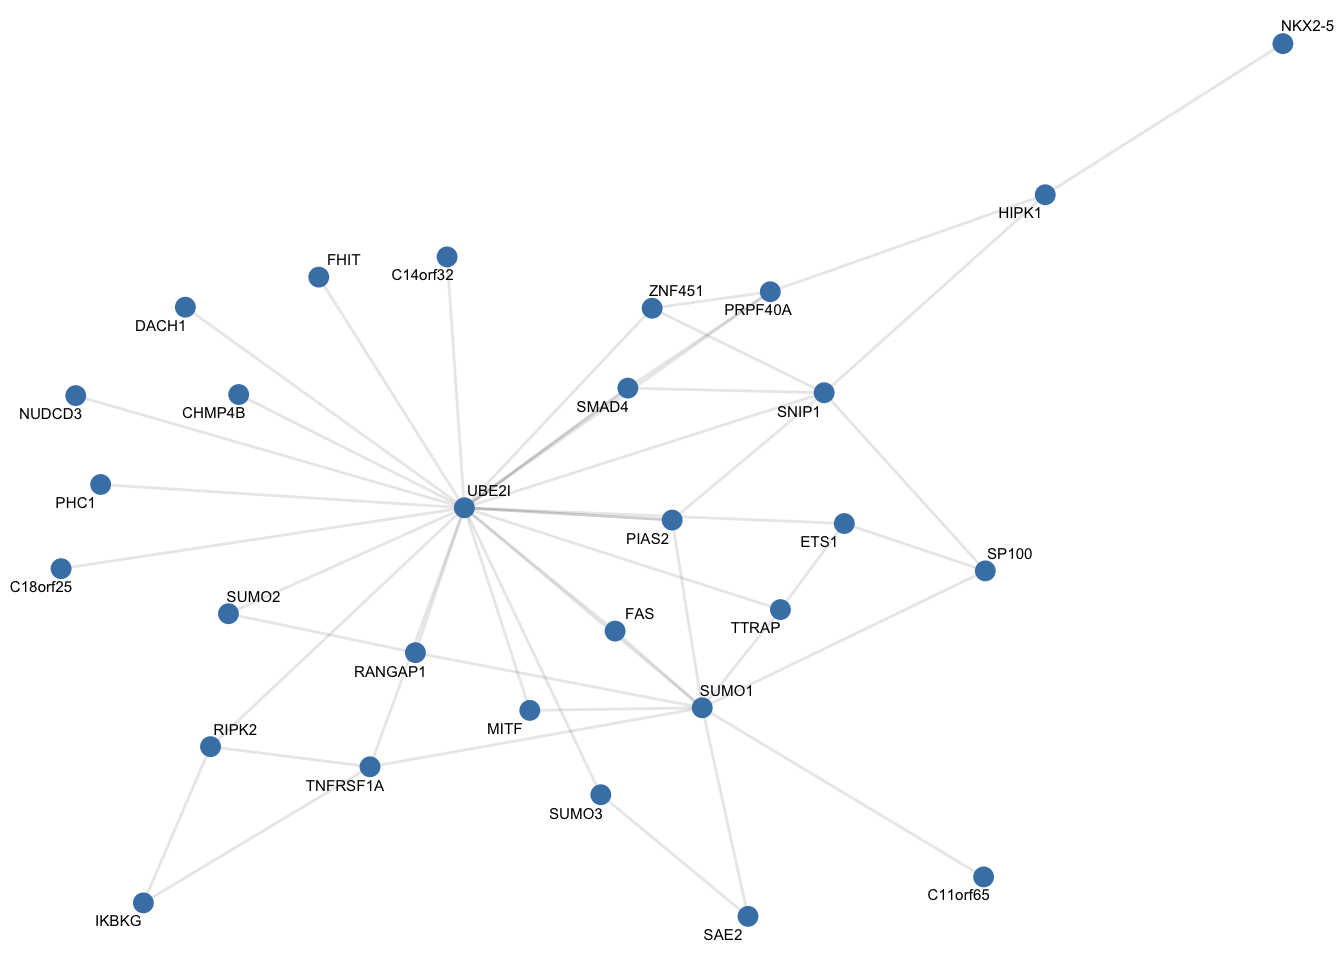 NKX2-5
HIPK1
FHIT
C14orf32
ZNF451
PRPF40A
DACH1
NUDCD3
CHMP4B
SMAD4
SNIP1
UBE2I
PHC1
PIAS2
ETS1
SP100
C18orf25
SUMO2
FAS
TTRAP
RANGAP1
SUMO1
MITF
RIPK2
TNFRSF1A
SUMO3
C11orf65
IKBKG
SAE2